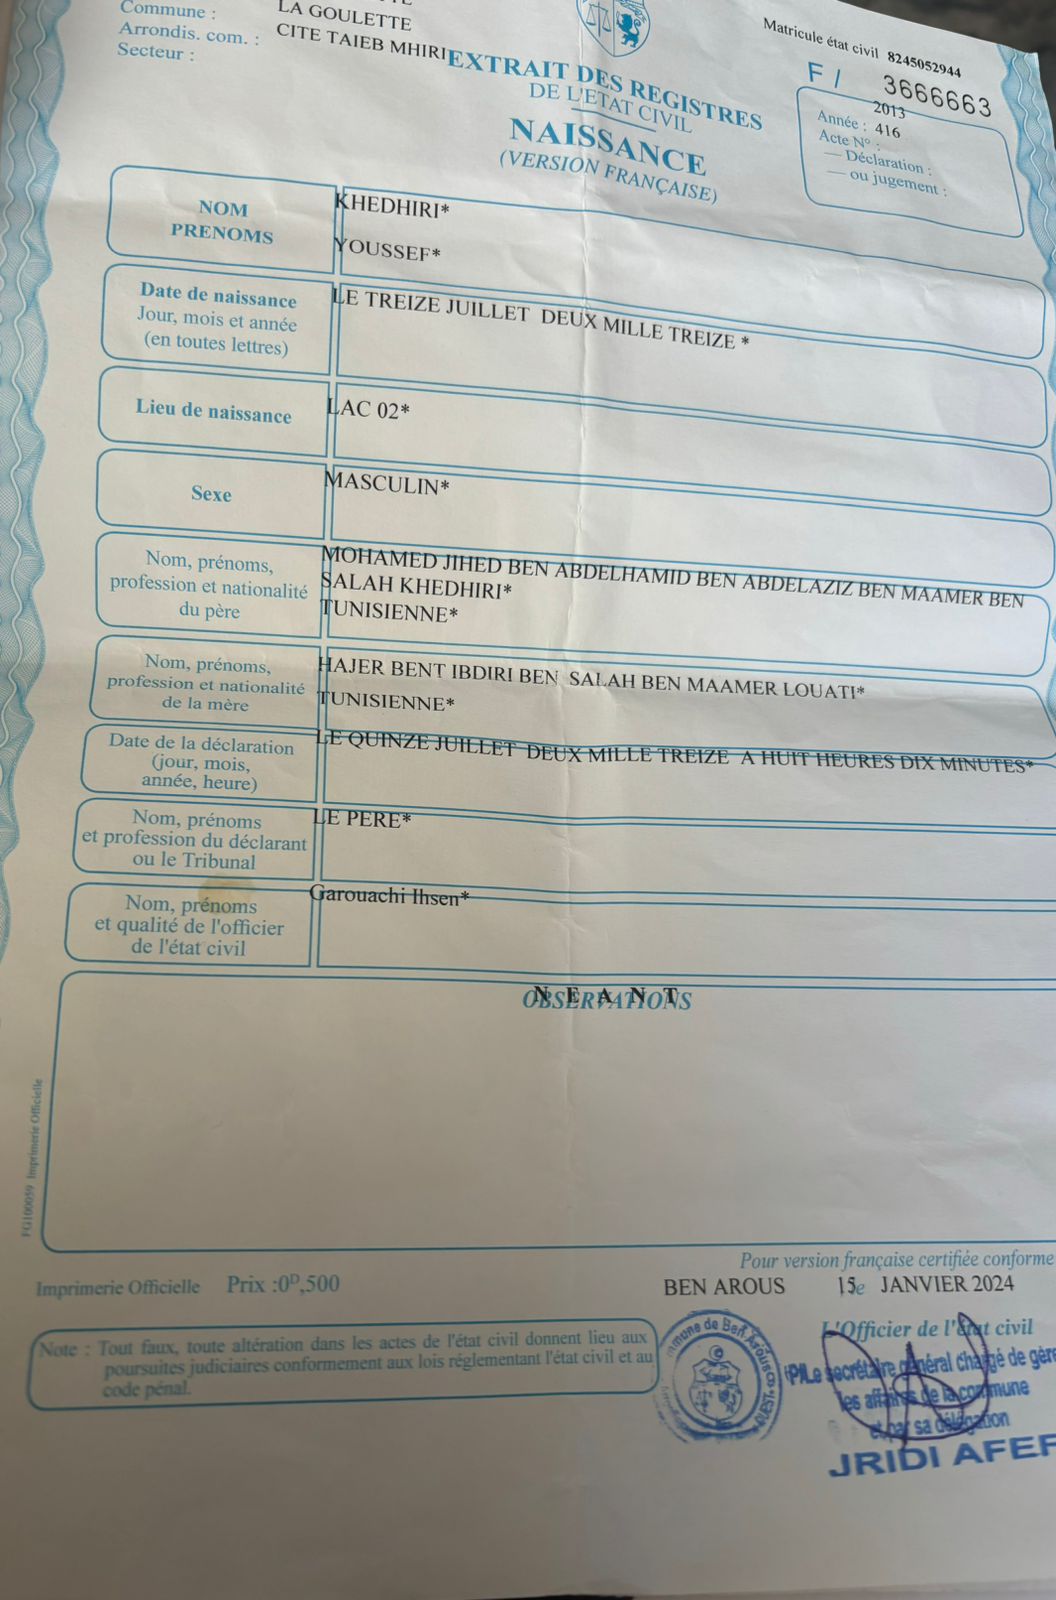 Commune : LA GOULETTE
Arrondis. com. : CITE TAIEB MHIRI
Secteur :
Matricule état civil 8245052944
F / 3666663
EXTRAIT DES REGISTRES
DE L'ETAT CIVIL
NAISSANCE
(VERSION FRANÇAISE)
2013
Année : 416
Acte N° :
— Déclaration :
— ou jugement :
NOM
PRENOMS
KHEDHIRI*
YOUSSEF*
Date de naissance
Jour, mois et année
(en toutes lettres)
LE TREIZE JUILLET DEUX MILLE TREIZE *
Lieu de naissance
LAC 02*
Sexe
MASCULIN*
Nom, prénoms,
profession et nationalité
du père
MOHAMED JIHED BEN ABDELHAMID BEN ABDELAZIZ BEN MAAMER BEN
SALAH KHEDHIRI*
TUNISIENNE*
Nom, prénoms,
profession et nationalité
de la mère
HAJER BENT IBDIRI BEN SALAH BEN MAAMER LOUATI*
TUNISIENNE*
Date de la déclaration
(jour, mois,
année, heure)
LE QUINZE JUILLET DEUX MILLE TREIZE A HUIT HEURES DIX MINUTES*
Nom, prénoms
et profession du déclarant
ou le Tribunal
LE PERE*
Nom, prénoms
et qualité de l'officier
de l'état civil
Garouachi Ihsen*
OBSERVATIONS
N E A N T
FG100059 Imprimerie Officielle
Pour version française certifiée conforme
Imprimerie Officielle Prix :0D,500
BEN AROUS 15e JANVIER 2024
L'Officier de l'état civil
Note : Tout faux, toute altération dans les actes de l'état civil donnent lieu aux
poursuites judiciaires conformement aux lois réglementant l'état civil et au
code pénal.
Commune de Ben Arous
OUEST
P/Le secrétaire général chargé de gérer
les affaires de la commune
et par sa délégation
JRIDI AFEF